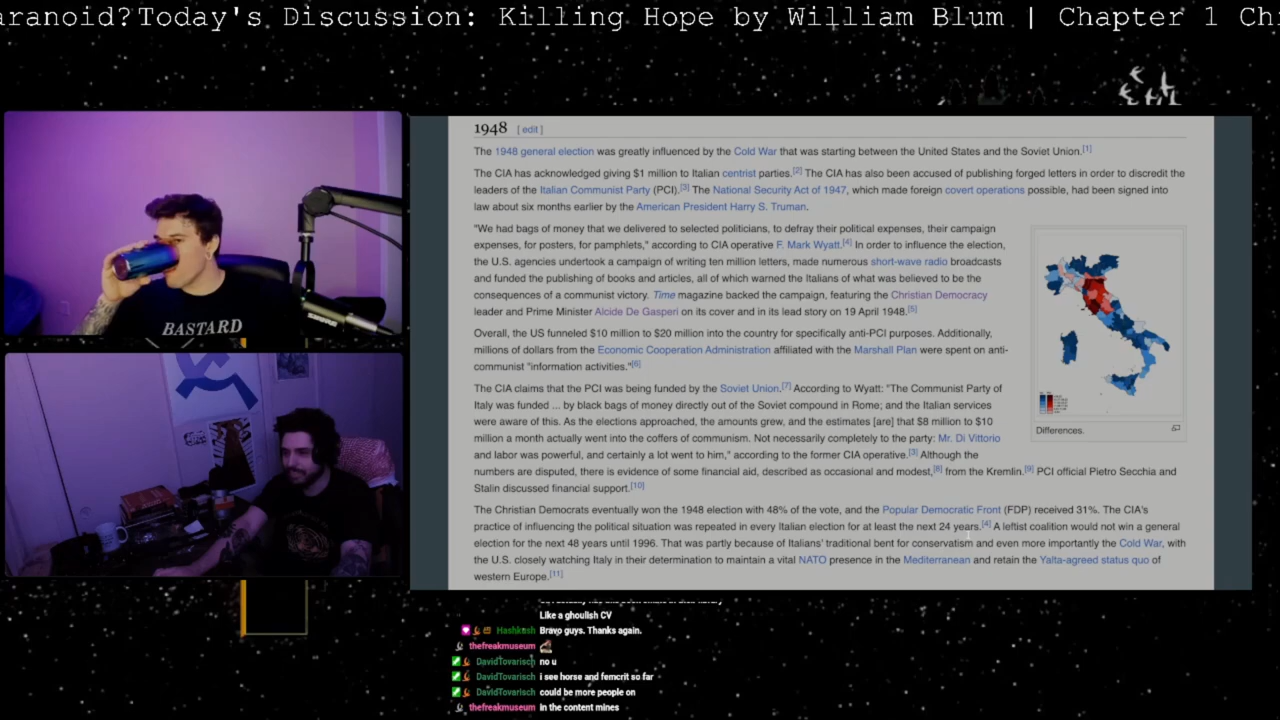 aranoid?Today's Discussion: Killing Hope by William Blum | Chapter 1 Ch
1948 [ edit ]
The 1948 general election was greatly influenced by the Cold War that was starting between the United States and the Soviet Union.[1]
The CIA has acknowledged giving $1 million to Italian centrist parties.[2] The CIA has also been accused of publishing forged letters in order to discredit the
leaders of the Italian Communist Party (PCI).[3] The National Security Act of 1947, which made foreign covert operations possible, had been signed into
law about six months earlier by the American President Harry S. Truman.
"We had bags of money that we delivered to selected politicians, to defray their political expenses, their campaign
expenses, for posters, for pamphlets," according to CIA operative F. Mark Wyatt.[4] In order to influence the election,
the U.S. agencies undertook a campaign of writing ten million letters, made numerous short-wave radio broadcasts
and funded the publishing of books and articles, all of which warned the Italians of what was believed to be the
consequences of a communist victory. Time magazine backed the campaign, featuring the Christian Democracy
leader and Prime Minister Alcide De Gasperi on its cover and in its lead story on 19 April 1948.[5]
Overall, the US funneled $10 million to $20 million into the country for specifically anti-PCI purposes. Additionally,
millions of dollars from the Economic Cooperation Administration affiliated with the Marshall Plan were spent on anti-
communist "information activities."[6]
The CIA claims that the PCI was being funded by the Soviet Union.[7] According to Wyatt: "The Communist Party of
Italy was funded ... by black bags of money directly out of the Soviet compound in Rome; and the Italian services
were aware of this. As the elections approached, the amounts grew, and the estimates [are] that $8 million to $10
million a month actually went into the coffers of communism. Not necessarily completely to the party: Mr. Di Vittorio
and labor was powerful, and certainly a lot went to him," according to the former CIA operative.[3] Although the
numbers are disputed, there is evidence of some financial aid, described as occasional and modest,[8] from the Kremlin.[9] PCI official Pietro Secchia and
Stalin discussed financial support.[10]
The Christian Democrats eventually won the 1948 election with 48% of the vote, and the Popular Democratic Front (FDP) received 31%. The CIA's
practice of influencing the political situation was repeated in every Italian election for at least the next 24 years.[4] A leftist coalition would not win a general
election for the next 48 years until 1996. That was partly because of Italians' traditional bent for conservatism and even more importantly the Cold War, with
the U.S. closely watching Italy in their determination to maintain a vital NATO presence in the Mediterranean and retain the Yalta-agreed status quo of
western Europe.[11]
Differences.
BASTARD
Like a ghoulish CV
Hashkash Bravo guys. Thanks again.
thefreakmuseum
DavidTovarisch no u
DavidTovarisch i see horse and femcrit so far
DavidTovarisch could be more people on
thefreakmuseum in the content mines